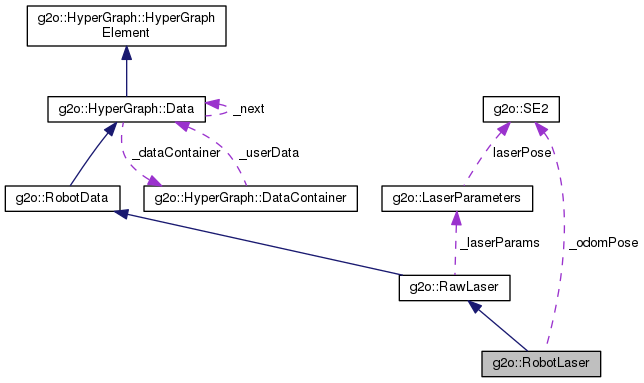 g2o::HyperGraph::HyperGraph
Element
g2o::HyperGraph::Data
_next
g2o::SE2
_dataContainer
_userData
laserPose
g2o::RobotData
g2o::HyperGraph::DataContainer
g2o::LaserParameters
_laserParams
_odomPose
g2o::RawLaser
g2o::RobotLaser